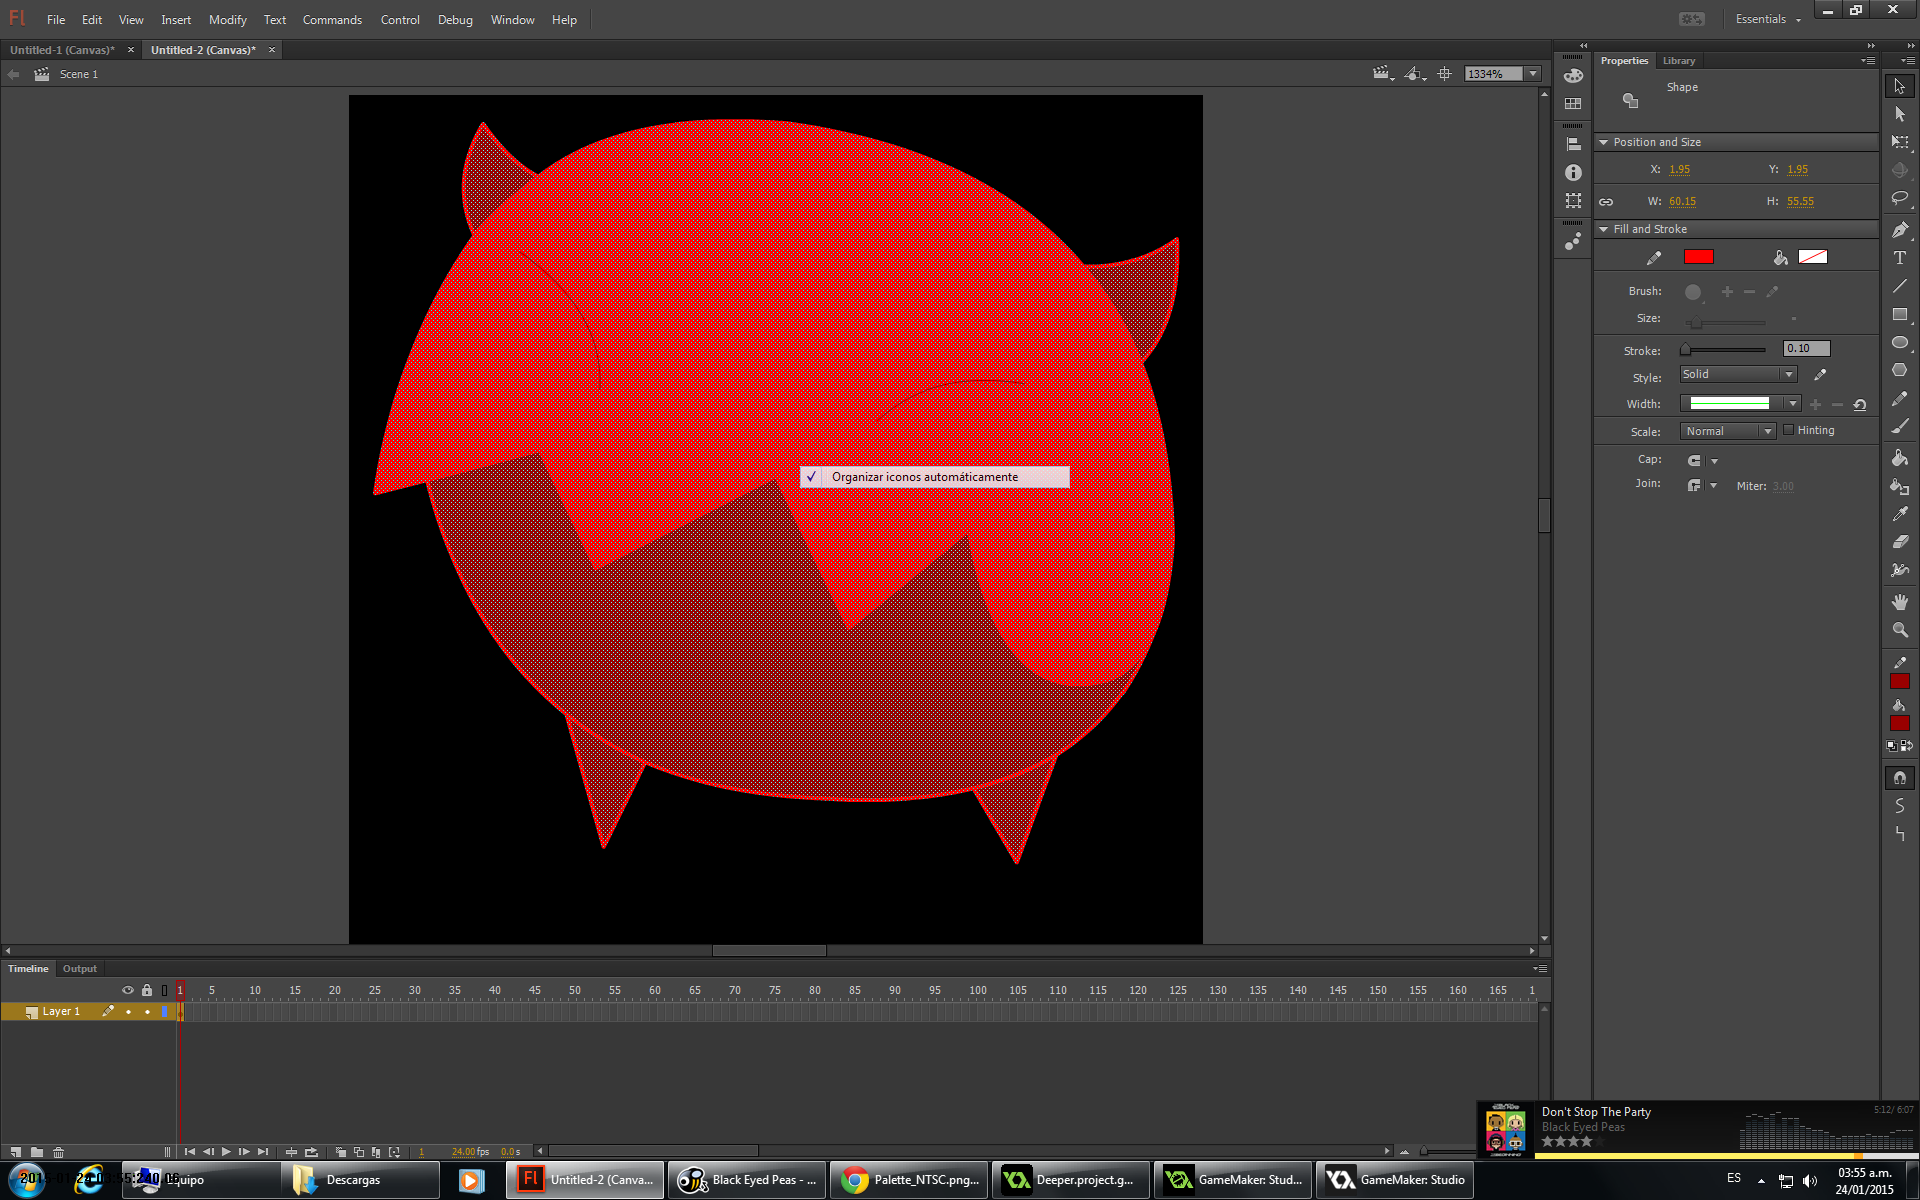 Fl File Edit View Insert Modify Text Commands Control Debug Window Help Essentials
Untitled-1 (Canvas)* × Untitled-2 (Canvas)* ×
Scene 1 1334%
Properties Library
Shape
Position and Size
X: 1.95 Y: 1.95
W: 60.15 H: 55.55
Fill and Stroke
Brush:
Size:
Stroke: 0.10
Style: Solid
Width:
Scale: Normal Hinting
Cap:
Join: Miter: 3.00
✓ Organizar iconos automáticamente
Timeline Output
1 5 10 15 20 25 30 35 40 45 50 55 60 65 70 75 80 85 90 95 100 105 110 115 120 125 130 135 140 145 150 155 160 165 1
Layer 1
1 24.00 fps 0.0 s
Don't Stop The Party 5:12/ 6:07
Black Eyed Peas
Equipo Descargas Fl Untitled-2 (Canva... Black Eyed Peas - ... Palette_NTSC.png... Deeper.project.g... GameMaker: Stud... GameMaker: Studio ES 03:55 a.m.
24/01/2015